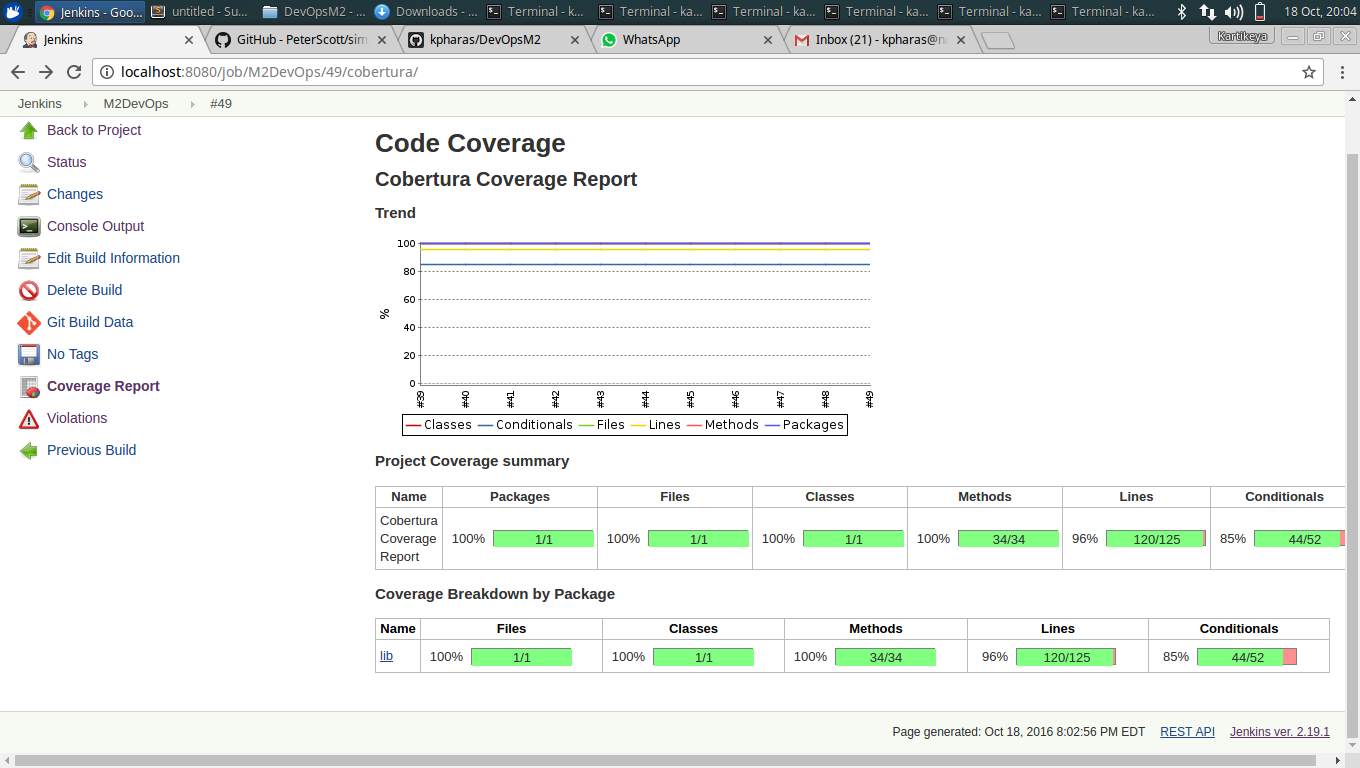 Jenkins - Goo... untitled - Su... DevOpsM2 - ... Downloads - ... Terminal - ka... Terminal - ka... Terminal - ka... Terminal - ka... Terminal - ka... Terminal - ka... 18 Oct, 20:04
Jenkins GitHub - PeterScott/sim kpharas/DevOpsM2 WhatsApp Inbox (21) - kpharas@n Kartikeya
localhost:8080/job/M2DevOps/49/cobertura/
Jenkins M2DevOps #49
Back to Project
Status
Changes
Console Output
Edit Build Information
Delete Build
Git Build Data
No Tags
Coverage Report
Violations
Previous Build
Code Coverage
Cobertura Coverage Report
Trend
100
80
60
40
20
0
%
#39 #40 #41 #42 #43 #44 #45 #46 #47 #48 #49
Classes Conditionals Files Lines Methods Packages
Project Coverage summary
Name Packages Files Classes Methods Lines Conditionals
Cobertura
Coverage 100% 1/1 100% 1/1 100% 1/1 100% 34/34 96% 120/125 85% 44/52
Report
Coverage Breakdown by Package
Name Files Classes Methods Lines Conditionals
lib 100% 1/1 100% 1/1 100% 34/34 96% 120/125 85% 44/52
Page generated: Oct 18, 2016 8:02:56 PM EDT REST API Jenkins ver. 2.19.1